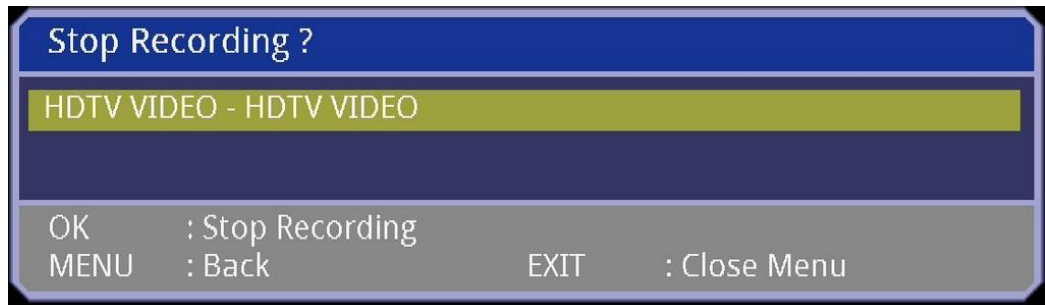 Stop Recording ?
HDTV VIDEO - HDTV VIDEO
OK : Stop Recording
MENU : Back EXIT : Close Menu